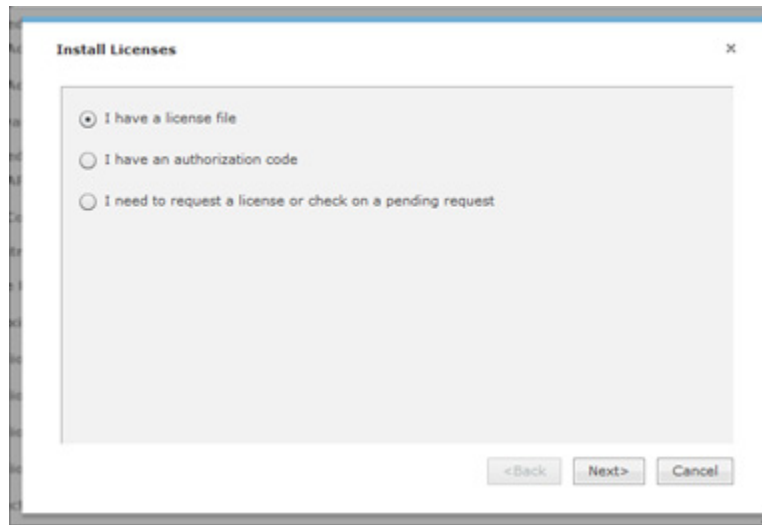 Install Licenses
×
I have a license file
I have an authorization code
I need to request a license or check on a pending request
<Back Next> Cancel